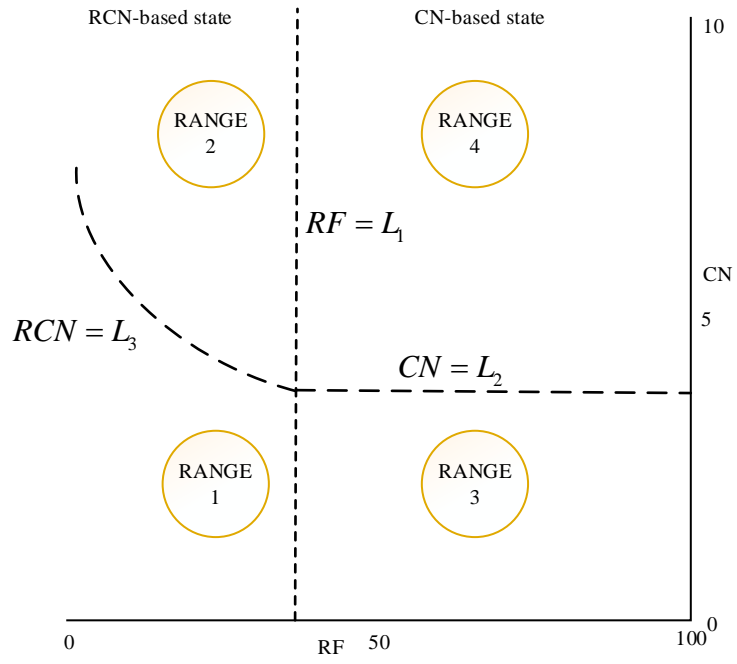 RCN-based state
CN-based state
10
RANGE
2
RANGE
4
RF = L₁
CN
5
RCN = L₃
CN = L₂
RANGE
1
RANGE
3
0
0
RF
50
100